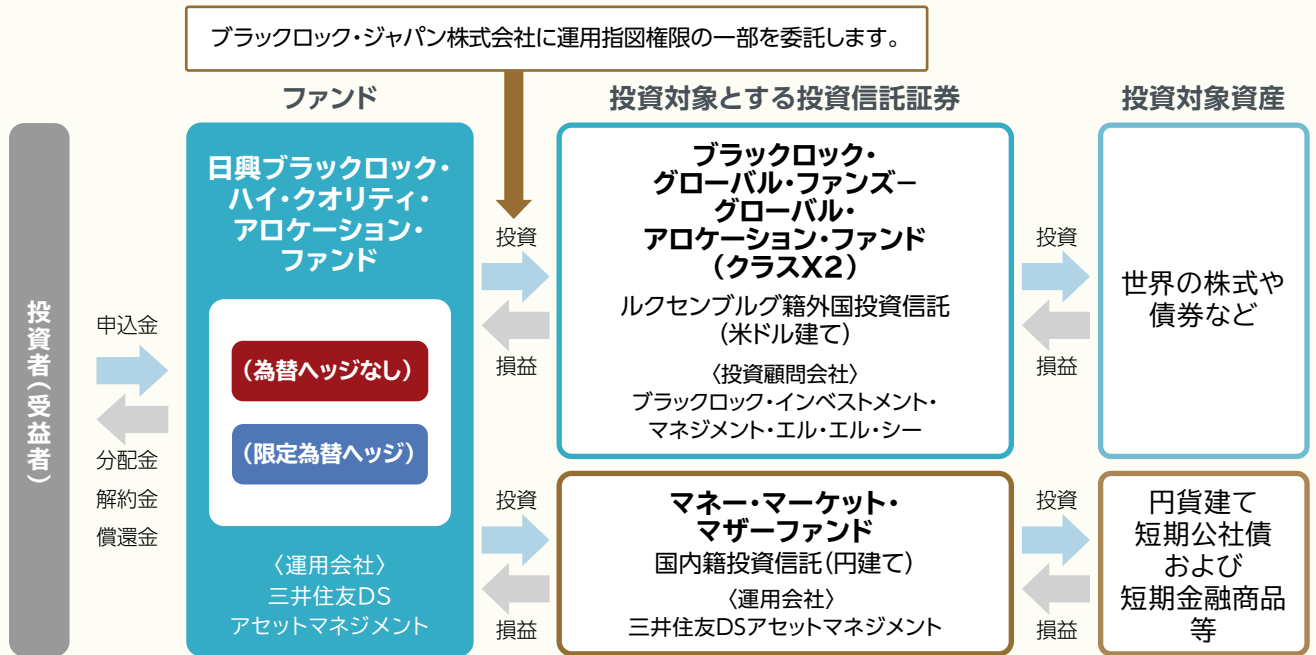 ブラックロック・ジャパン株式会社に運用指図権限の一部を委託します。
ファンド
投資対象とする投資信託証券
投資対象資産
投資者(受益者)
申込金
分配金
解約金
償還金
日興ブラックロック・
ハイ・クオリティ・
アロケーション・
ファンド
(為替ヘッジなし)
(限定為替ヘッジ)
〈運用会社〉
三井住友DS
アセットマネジメント
投資
損益
ブラックロック・
グローバル・ファンズ−
グローバル・
アロケーション・ファンド
(クラスX2)
ルクセンブルグ籍外国投資信託
(米ドル建て)
〈投資顧問会社〉
ブラックロック・インベストメント・
マネジメント・エル・エル・シー
投資
損益
世界の株式や
債券など
投資
損益
マネー・マーケット・
マザーファンド
国内籍投資信託(円建て)
〈運用会社〉
三井住友DSアセットマネジメント
投資
損益
円貨建て
短期公社債
および
短期金融商品
等